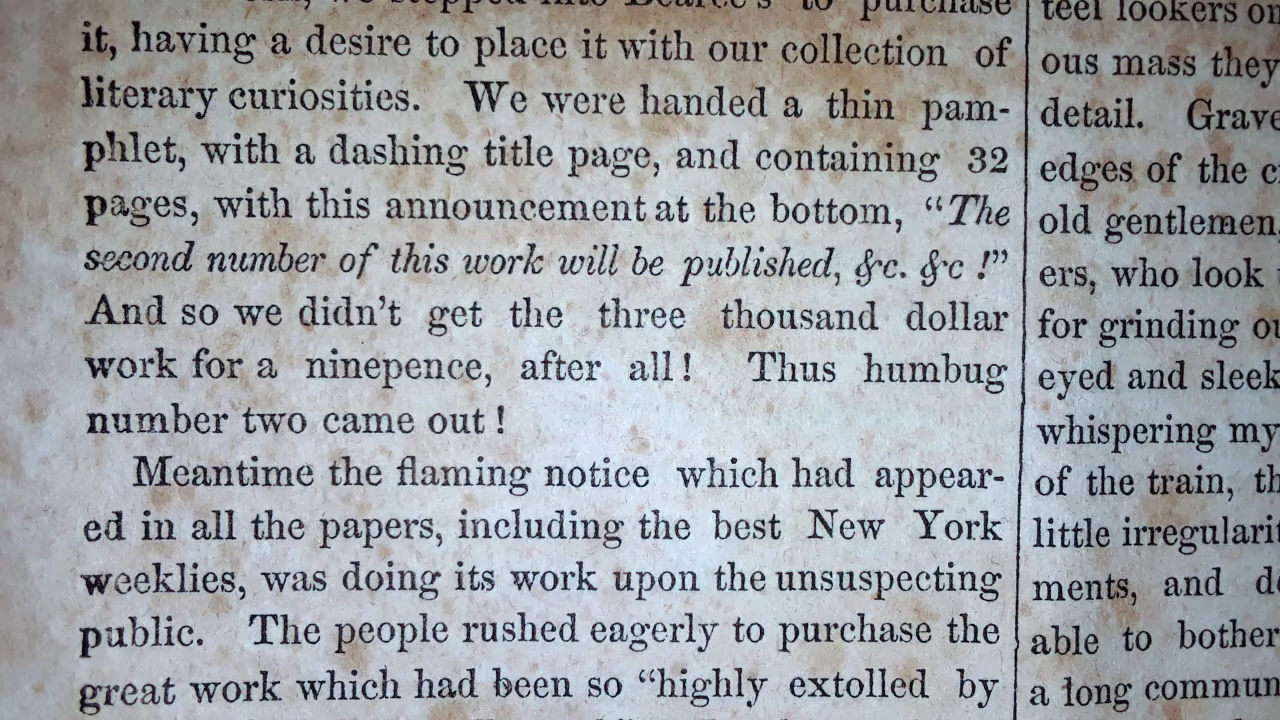 we stepped into Bearce's to purchase
it, having a desire to place it with our collection of
literary curiosities. We were handed a thin pam-
phlet, with a dashing title page, and containing 32
pages, with this announcement at the bottom, "The
second number of this work will be published, &c. &c !"
And so we didn't get the three thousand dollar
work for a ninepence, after all! Thus humbug
number two came out !
Meantime the flaming notice which had appear-
ed in all the papers, including the best New York
weeklies, was doing its work upon the unsuspecting
public. The people rushed eagerly to purchase the
great work which had been so "highly extolled by
teel lookers on
ous mass they
detail. Grave
edges of the
old gentlemen,
ers, who look
for grinding
eyed and sleek
whispering my
of the train,
little
ments, and
able to bother
a long